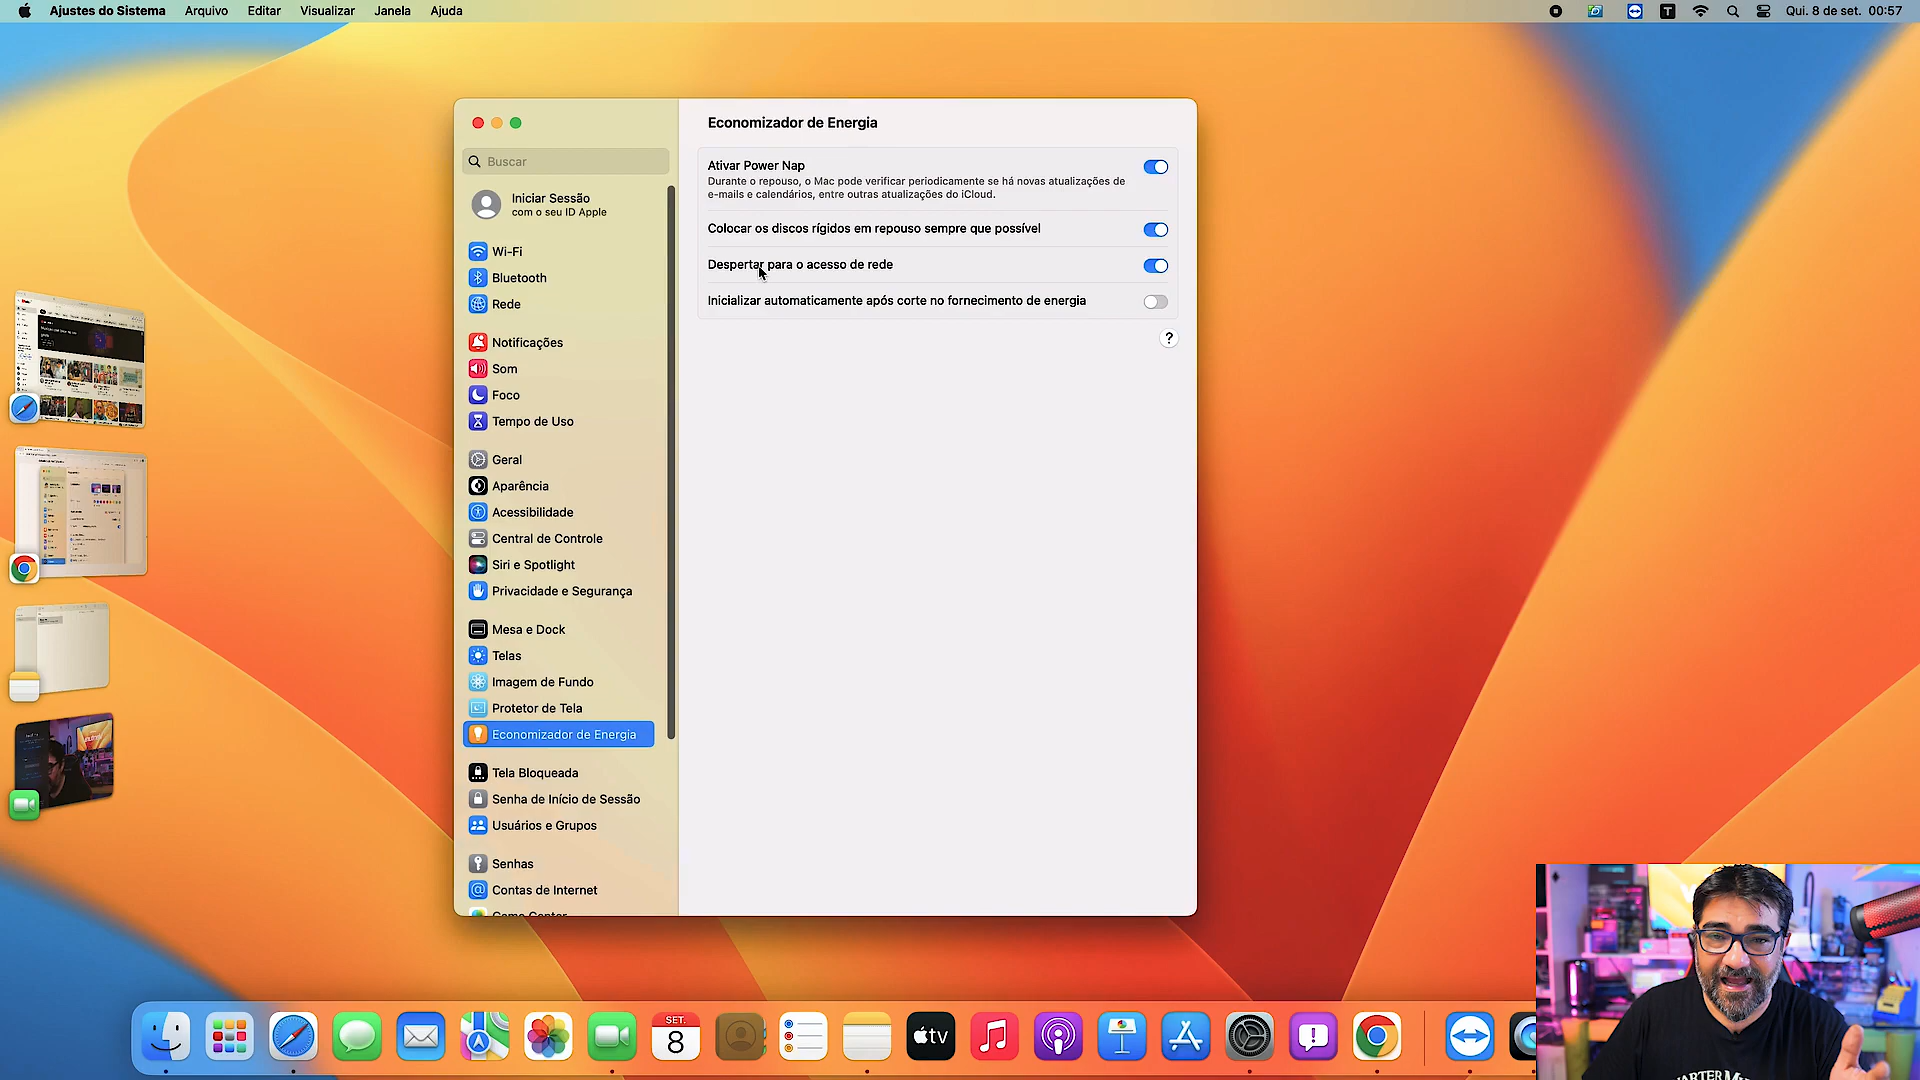 Ajustes do Sistema Arquivo Editar Visualizar Janela Ajuda
Qui. 8 de set. 00:57
Economizador de Energia
Buscar
Iniciar Sessão
com o seu ID Apple
Wi-Fi
Bluetooth
Rede
Notificações
Som
Foco
Tempo de Uso
Geral
Aparência
Acessibilidade
Central de Controle
Siri e Spotlight
Privacidade e Segurança
Mesa e Dock
Telas
Imagem de Fundo
Protetor de Tela
Economizador de Energia
Tela Bloqueada
Senha de Início de Sessão
Usuários e Grupos
Senhas
Contas de Internet
Game Center
Ativar Power Nap
Durante o repouso, o Mac pode verificar periodicamente se há novas atualizações de
e-mails e calendários, entre outras atualizações do iCloud.
Colocar os discos rígidos em repouso sempre que possível
Despertar para o acesso de rede
Inicializar automaticamente após corte no fornecimento de energia
?
SET.
8
tv